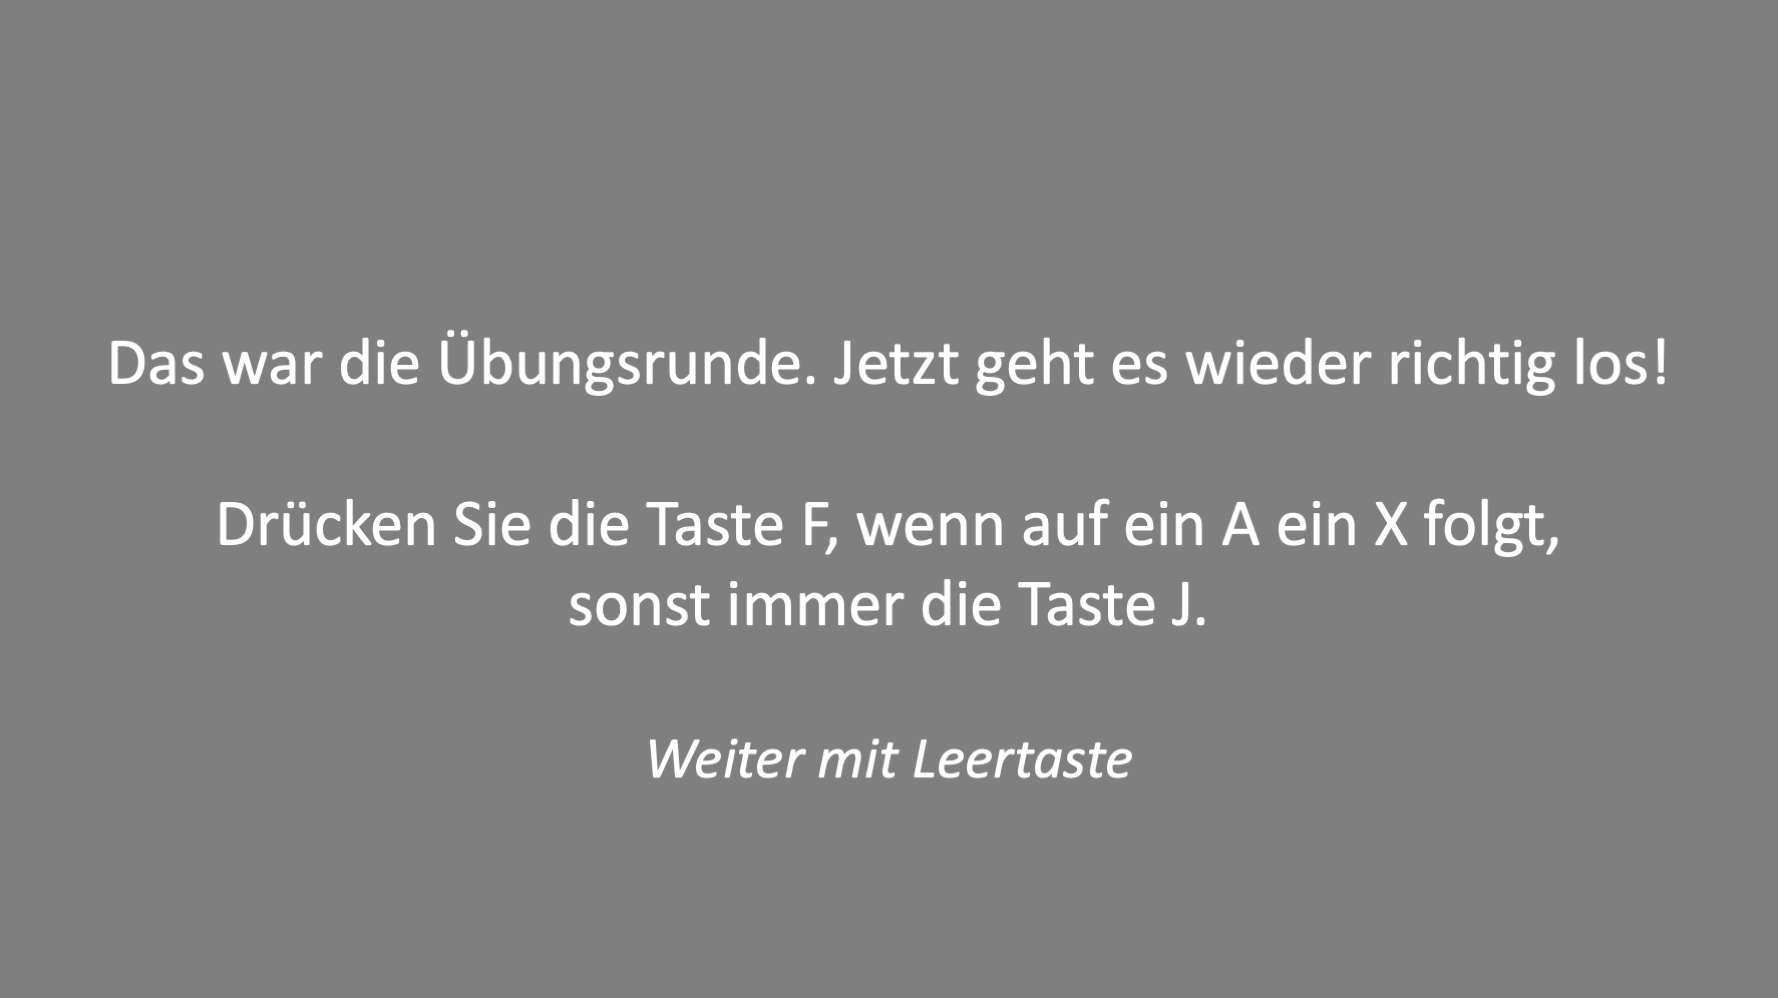 Das war die Übungsrunde. Jetzt geht es wieder richtig los!
Drücken Sie die Taste F, wenn auf ein A ein X folgt,
sonst immer die Taste J.
Weiter mit Leertaste